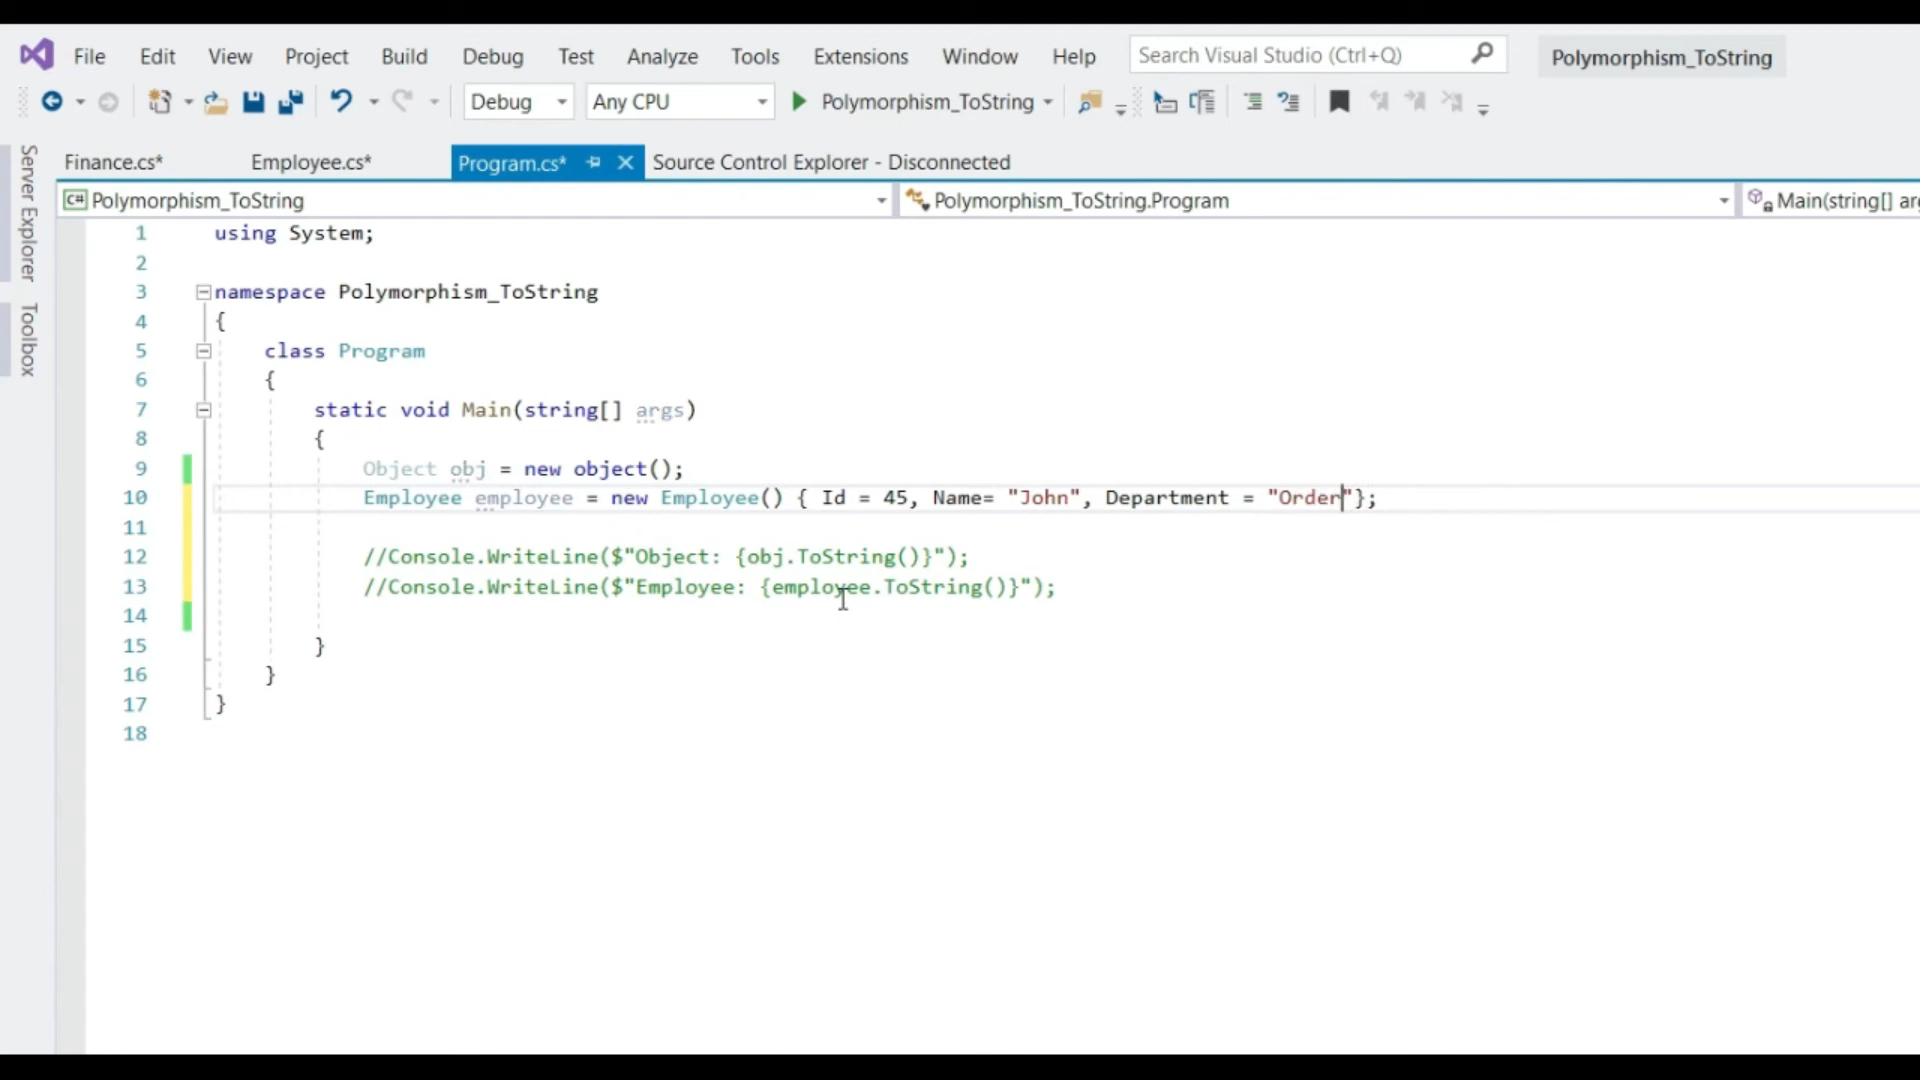 File Edit View Project Build Debug Test Analyze Tools Extensions Window Help Search Visual Studio (Ctrl+Q) Polymorphism_ToString
Debug Any CPU Polymorphism_ToString
Finance.cs* Employee.cs* Program.cs* Source Control Explorer - Disconnected
C# Polymorphism_ToString Polymorphism_ToString.Program Main(string[] arg
Server Explorer
Toolbox
1 using System;
2
3 namespace Polymorphism_ToString
4 {
5 class Program
6 {
7 static void Main(string[] args)
8 {
9 Object obj = new object();
10 Employee employee = new Employee() { Id = 45, Name= "John", Department = "Order"};
11
12 //Console.WriteLine($"Object: {obj.ToString()}");
13 //Console.WriteLine($"Employee: {employee.ToString()}");
14
15 }
16 }
17 }
18